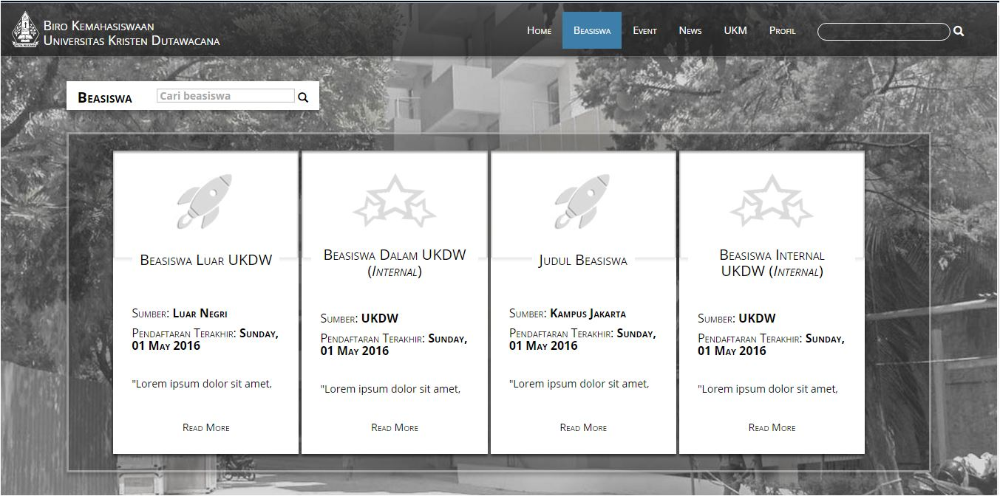 Biro Kemahasiswaan
Universitas Kristen Dutawacana
Home Beasiswa Event News UKM Profil
Beasiswa Cari beasiswa
Beasiswa Luar UKDW
Sumber: Luar Negri
Pendaftaran Terakhir: Sunday,
01 May 2016
"Lorem ipsum dolor sit amet,
Read More
Beasiswa Dalam UKDW
(Internal)
Sumber: UKDW
Pendaftaran Terakhir: Sunday,
01 May 2016
"Lorem ipsum dolor sit amet,
Read More
Judul Beasiswa
Sumber: Kampus Jakarta
Pendaftaran Terakhir: Sunday,
01 May 2016
"Lorem ipsum dolor sit amet,
Read More
Beasiswa Internal
UKDW (Internal)
Sumber: UKDW
Pendaftaran Terakhir: Sunday,
01 May 2016
"Lorem ipsum dolor sit amet,
Read More